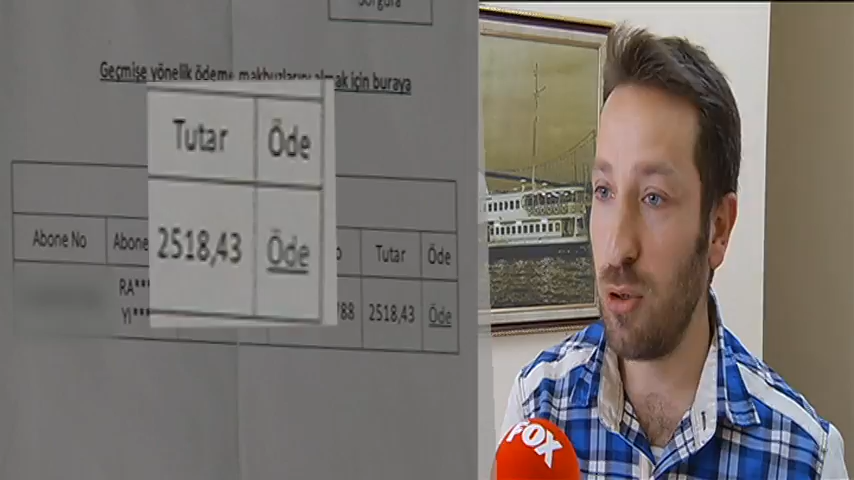 Sorgula
Geçmişe yönelik ödeme makbuzlarını almak için buraya
Tutar Öde
2518,43 Öde
Abone No Abone Tutar Öde
RA*** 788 2518,43 Öde
YI***
FOX